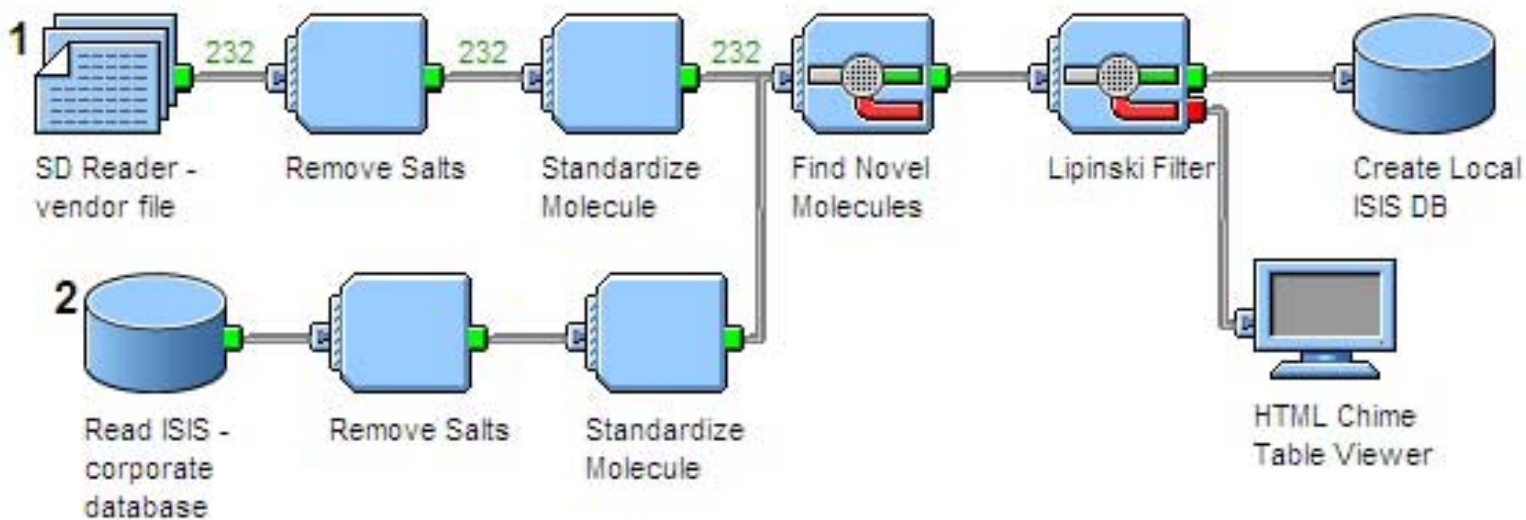 1
232
232
232
SD Reader -
vendor file
Remove Salts
Standardize
Molecule
Find Novel
Molecules
Lipinski Filter
Create Local
ISIS DB
2
Read ISIS -
corporate
database
Remove Salts
Standardize
Molecule
HTML Chime
Table Viewer